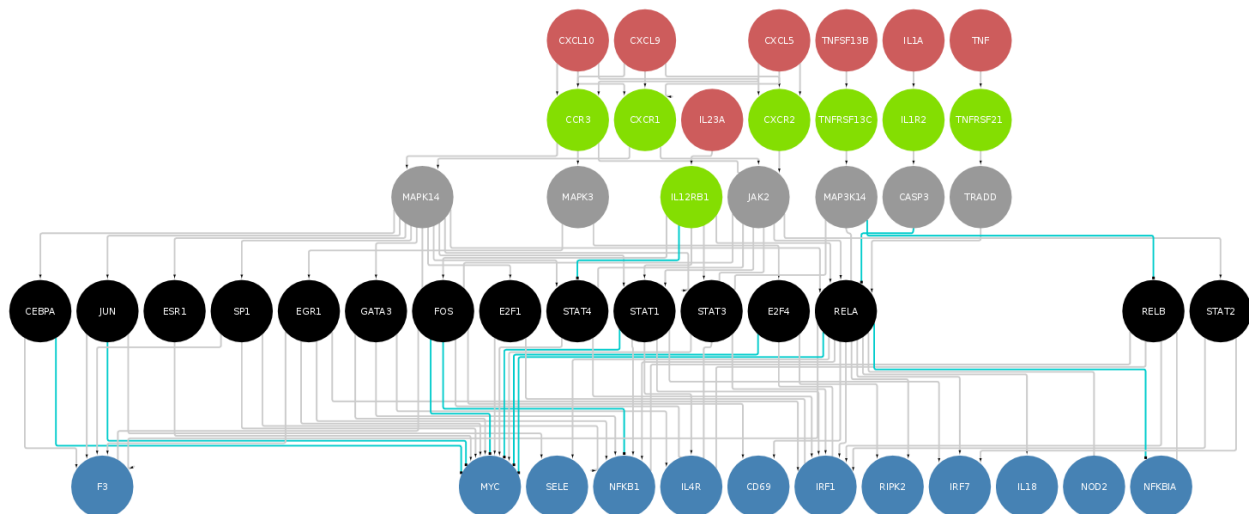 CXCL10 CXCL9 CXCL5 TNFSF13B IL1A TNF
CCR3 CXCR1 IL23A CXCR2 TNFRSF13C IL1R2 TNFRSF21
MAPK14 MAPK3 IL12RB1 JAK2 MAP3K14 CASP3 TRADD
CEBPA JUN ESR1 SP1 EGR1 GATA3 FOS E2F1 STAT4 STAT1 STAT3 E2F4 RELA RELB STAT2
F3 MYC SELE NFKB1 IL4R CD69 IRF1 RIPK2 IRF7 IL18 NOD2 NFKBIA